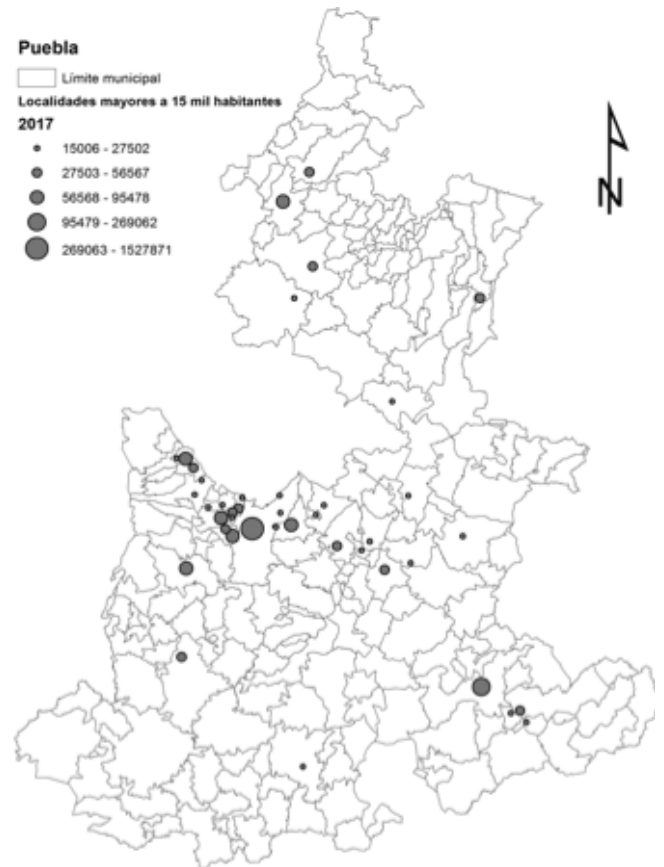 Puebla
Límite municipal
Localidades mayores a 15 mil habitantes
2017
15006 - 27502
27503 - 56567
56568 - 95478
95479 - 269062
269063 - 1527871
N